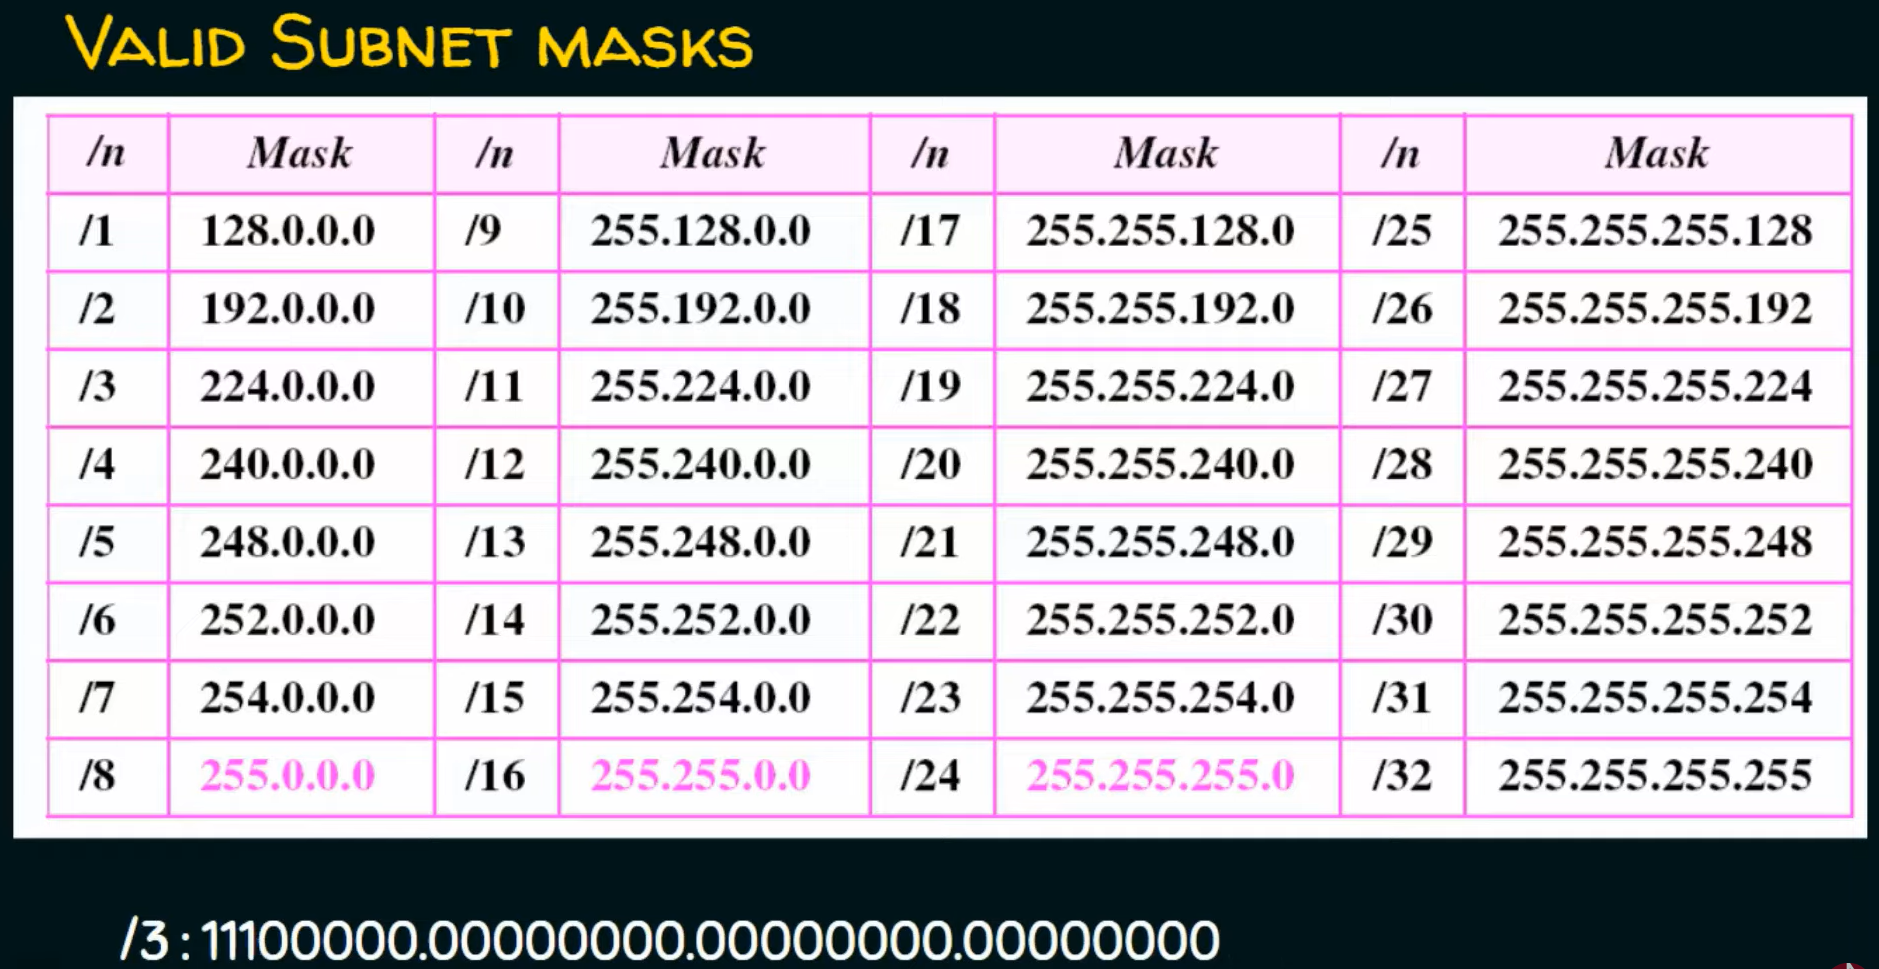 VALID SUBNET MASKS
/n Mask /n Mask /n Mask /n Mask
/1 128.0.0.0 /9 255.128.0.0 /17 255.255.128.0 /25 255.255.255.128
/2 192.0.0.0 /10 255.192.0.0 /18 255.255.192.0 /26 255.255.255.192
/3 224.0.0.0 /11 255.224.0.0 /19 255.255.224.0 /27 255.255.255.224
/4 240.0.0.0 /12 255.240.0.0 /20 255.255.240.0 /28 255.255.255.240
/5 248.0.0.0 /13 255.248.0.0 /21 255.255.248.0 /29 255.255.255.248
/6 252.0.0.0 /14 255.252.0.0 /22 255.255.252.0 /30 255.255.255.252
/7 254.0.0.0 /15 255.254.0.0 /23 255.255.254.0 /31 255.255.255.254
/8 255.0.0.0 /16 255.255.0.0 /24 255.255.255.0 /32 255.255.255.255
/3 : 11100000.00000000.00000000.00000000